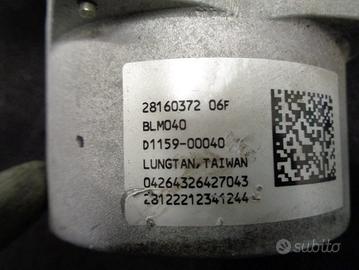 28160372 06F
BLM040
D1159-00040
LUNGTAN, TAIWAN
04264326427043
28122212341244
subito